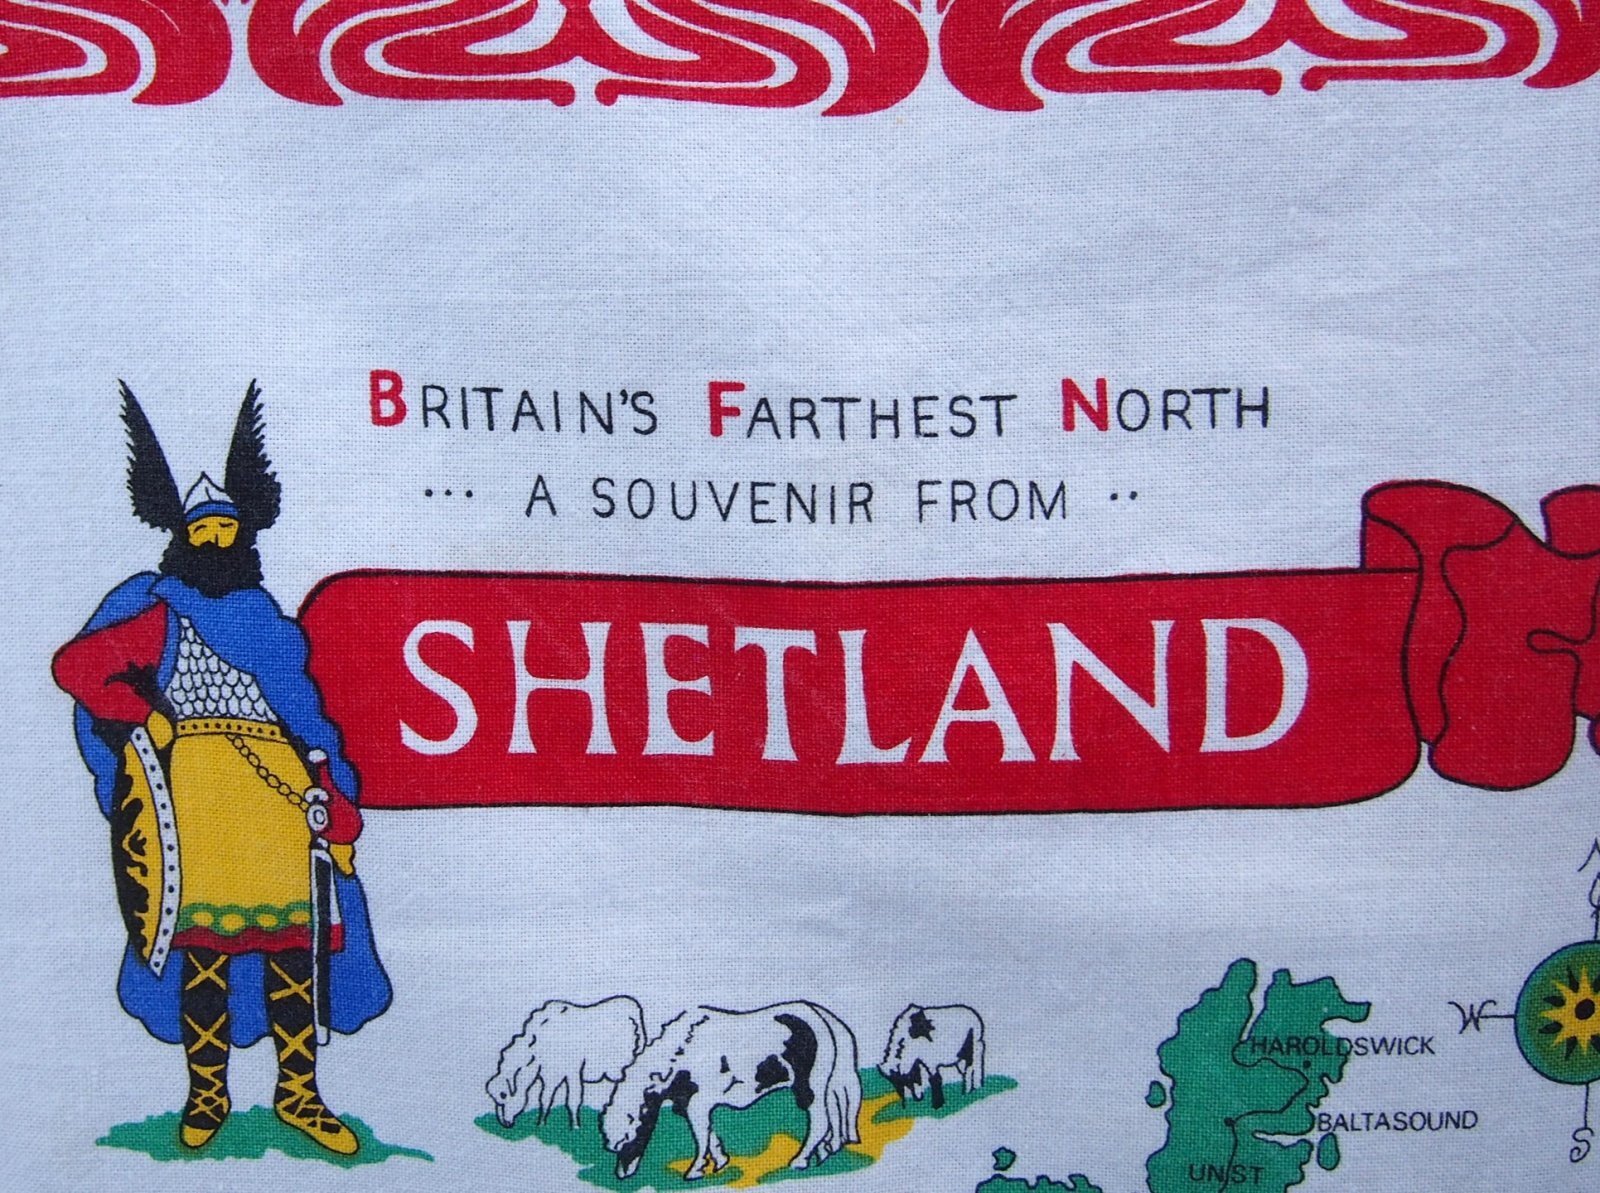 BRITAIN'S FARTHEST NORTH
... A SOUVENIR FROM ..
SHETLAND
HAROLDSWICK
W
BALTASOUND
S
UNST